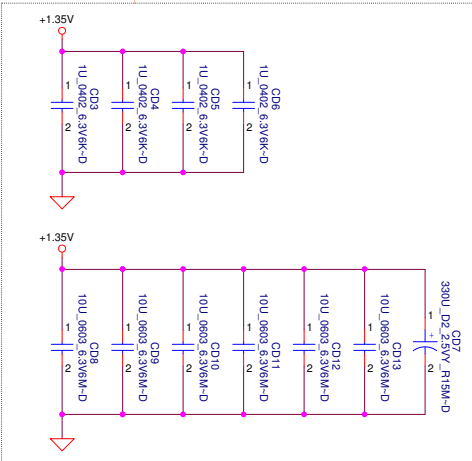 +1.35V
1
2
CD3
1U_0402_6.3V6K~D
1
2
CD4
1U_0402_6.3V6K~D
1
2
CD5
1U_0402_6.3V6K~D
1
2
CD6
1U_0402_6.3V6K~D
+1.35V
1
2
CD8
10U_0603_6.3V6M~D
1
2
CD9
10U_0603_6.3V6M~D
1
2
CD10
10U_0603_6.3V6M~D
1
2
CD11
10U_0603_6.3V6M~D
1
2
CD12
10U_0603_6.3V6M~D
1
2
CD13
10U_0603_6.3V6M~D
1
+
2
CD7
330U_D2_2.5VY_R15M~D